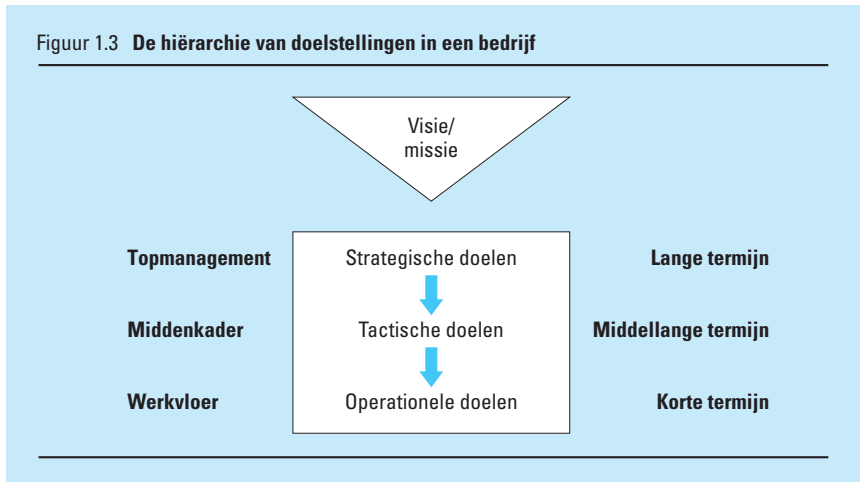 Figuur 1.3 De hiërarchie van doelstellingen in een bedrijf
Visie/
missie
Topmanagement Strategische doelen Lange termijn
Middenkader Tactische doelen Middellange termijn
Werkvloer Operationele doelen Korte termijn